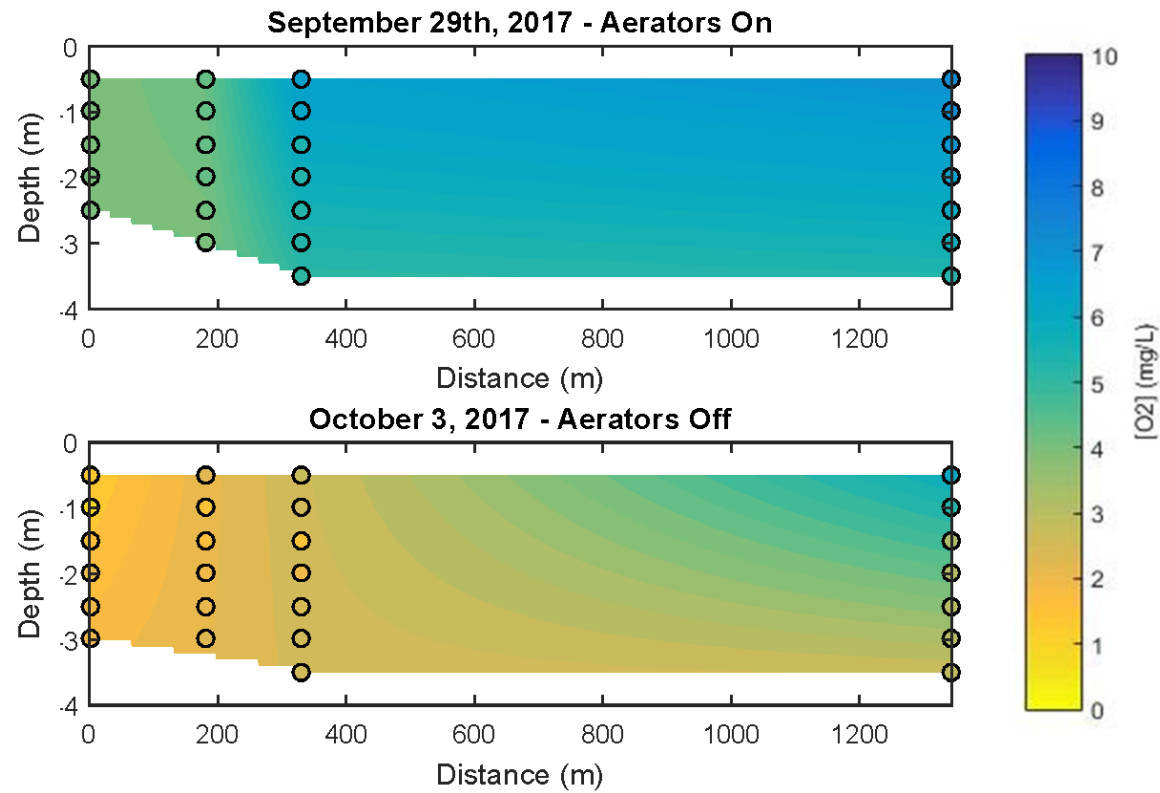 September 29th, 2017 - Aerators On
0
-1
-2
-3
-4
Depth (m)
0 200 400 600 800 1000 1200
Distance (m)
October 3, 2017 - Aerators Off
0
-1
-2
-3
-4
Depth (m)
0 200 400 600 800 1000 1200
Distance (m)
10
9
8
7
6
5
4
3
2
1
0
[O2] (mg/L)